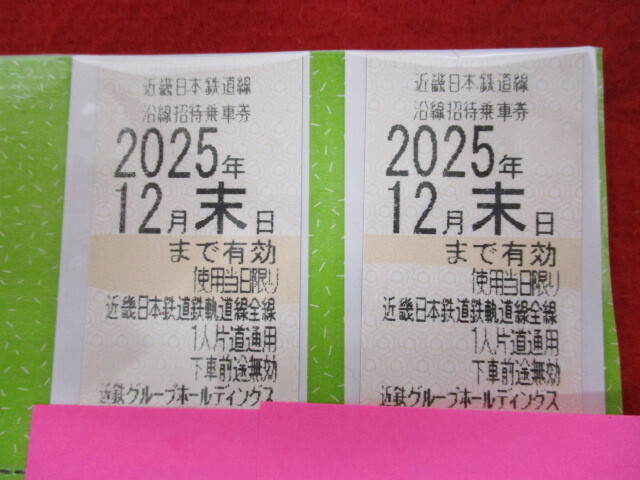 近畿日本鉄道線
沿線招待乗車券
2025年
12月末日
まで有効
使用当日限り
近畿日本鉄道鉄軌道線全線
1人片道通用
下車前途無効
近鉄グループホールディングス
近畿日本鉄道線
沿線招待乗車券
2025年
12月末日
まで有効
使用当日限り
近畿日本鉄道鉄軌道線全線
1人片道通用
下車前途無効
近鉄グループホールディングス